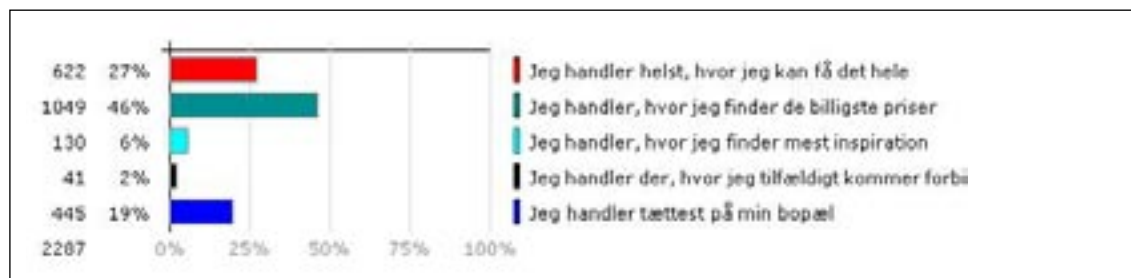 622 27% Jeg handler helst, hvor jeg kan få det hele
1049 46% Jeg handler, hvor jeg finder de billigste priser
130 6% Jeg handler, hvor jeg finder mest inspiration
41 2% Jeg handler der, hvor jeg tilfældigt kommer forbi
445 19% Jeg handler tættest på min bopæl
2287 0% 25% 50% 75% 100%